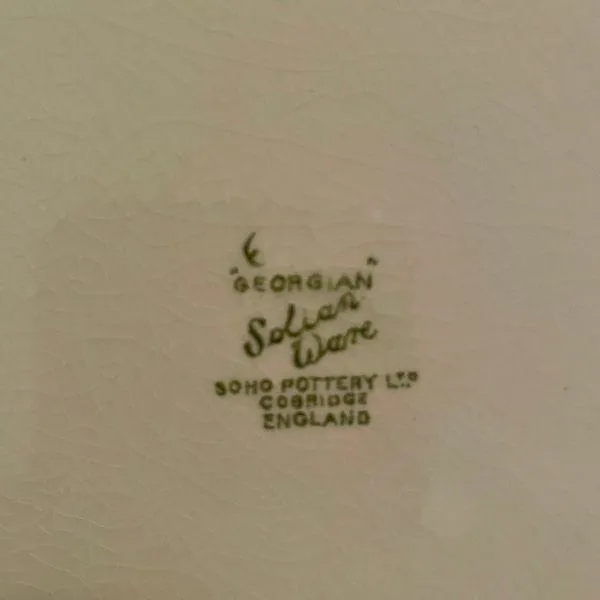 "GEORGIAN"
Solian
Ware
SOHO POTTERY LTD
COBRIDGE
ENGLAND